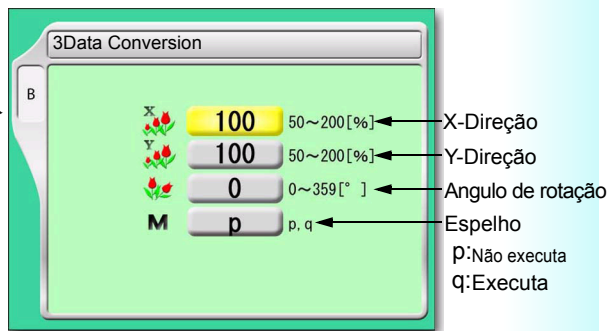 3Data Conversion
B
X 100 50~200[%] X-Direção
Y 100 50~200[%] Y-Direção
0 0~359[° ] Angulo de rotação
M p p, q Espelho
p:Não executa
q:Executa